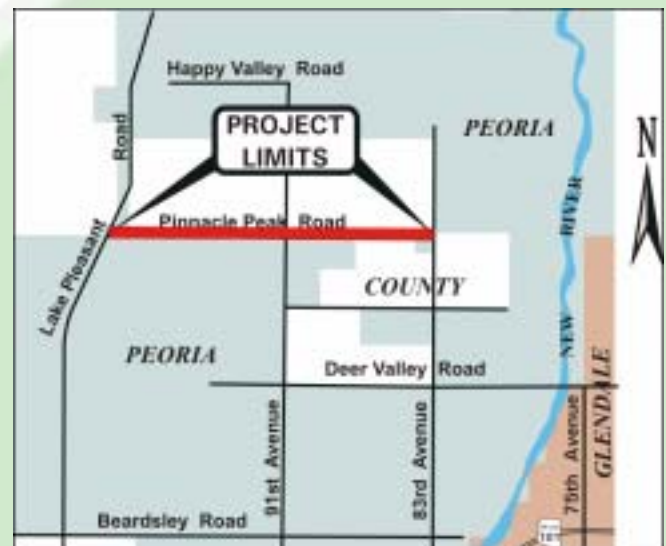 Happy Valley Road
PROJECT
LIMITS
PEORIA
N
Road
Pinnacle Peak Road
Lake Pleasant
COUNTY
NEW RIVER
PEORIA
Deer Valley Road
GLENDALE
91st Avenue
83rd Avenue
75th Avenue
Beardsley Road
101